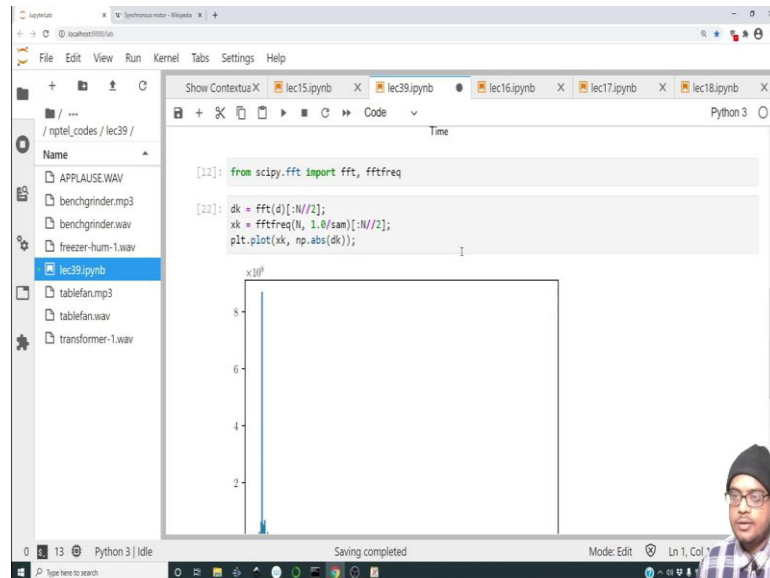 JupyterLab
Synchronous motor - Wikipedia
localhost:8888/lab
File Edit View Run Kernel Tabs Settings Help
Show Contextua lec15.ipynb lec39.ipynb lec16.ipynb lec17.ipynb lec18.ipynb
Code Python 3
/ ...
/ nptel_codes / lec39 /
Name
APPLAUSE.WAV
benchgrinder.mp3
benchgrinder.wav
freezer-hum-1.wav
lec39.ipynb
tablefan.mp3
tablefan.wav
transformer-1.wav
Time
[12]: from scipy.fft import fft, fftfreq
[22]: dk = fft(d)[:N//2];
xk = fftfreq(N, 1.0/sam)[:N//2];
plt.plot(xk, np.abs(dk));
8
6
4
2
0 13 Python 3 | Idle Saving completed Mode: Edit Ln 1, Col
Type here to search